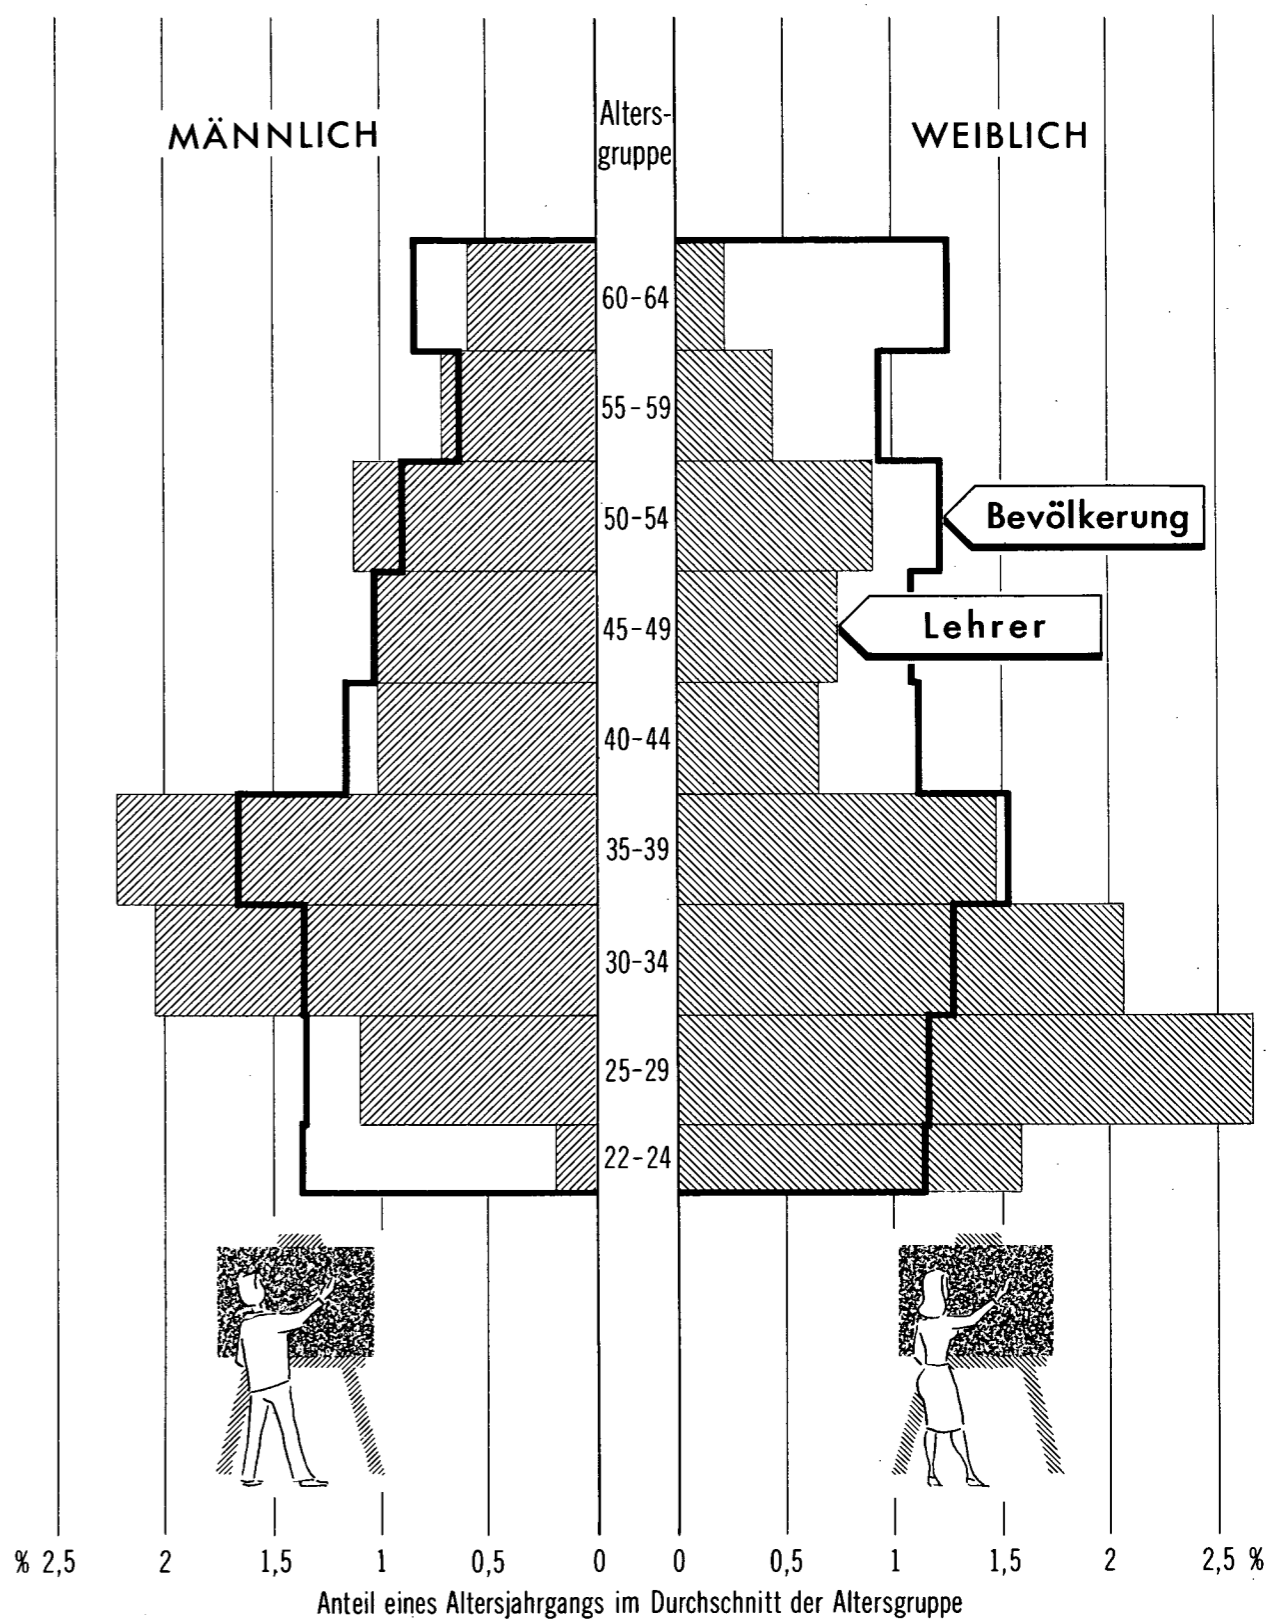 MÄNNLICH
Alters-
gruppe
WEIBLICH
60-64
55-59
50-54
Bevölkerung
45-49
Lehrer
40-44
35-39
30-34
25-29
22-24
% 2,5 2 1,5 1 0,5 0 0 0,5 1 1,5 2 2,5 %
Anteil eines Altersjahrgangs im Durchschnitt der Altersgruppe